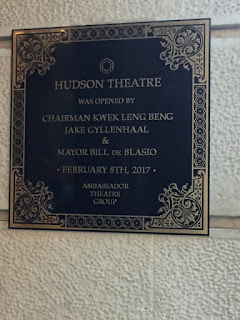 HUDSON THEATRE
WAS OPENED BY
CHAIRMAN KWEK LENG BENG
JAKE GYLLENHAAL
&
MAYOR BILL DE BLASIO
• FEBRUARY 8TH, 2017 •
AMBASSADOR
THEATRE
GROUP